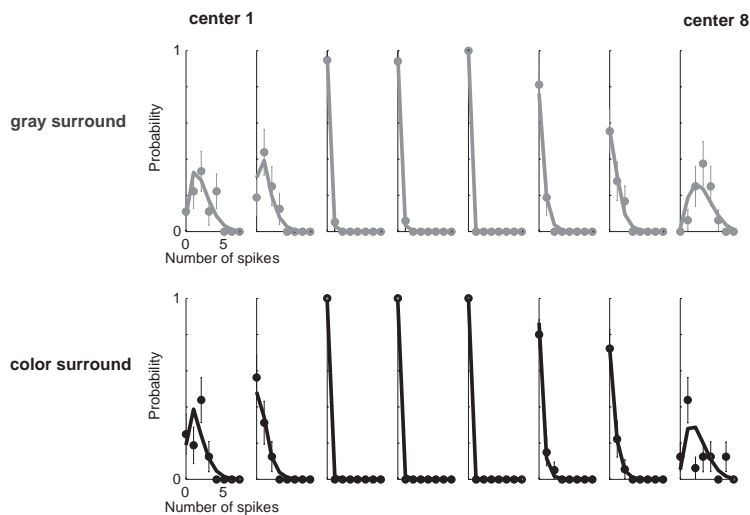 center 1 center 8
gray surround
Probability
1
0
0 5
Number of spikes
color surround
Probability
1
0
0 5
Number of spikes